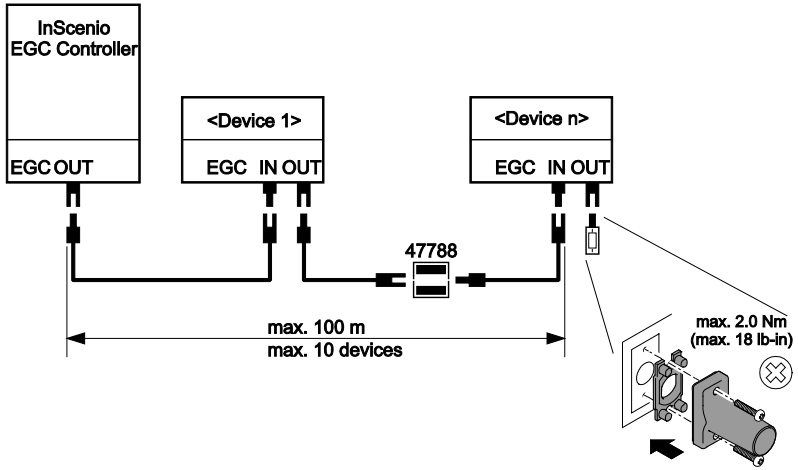 InScenio
EGC Controller
EGC OUT
<Device 1>
EGC IN OUT
<Device n>
EGC IN OUT
47788
max. 100 m
max. 10 devices
max. 2.0 Nm
(max. 18 lb-in)